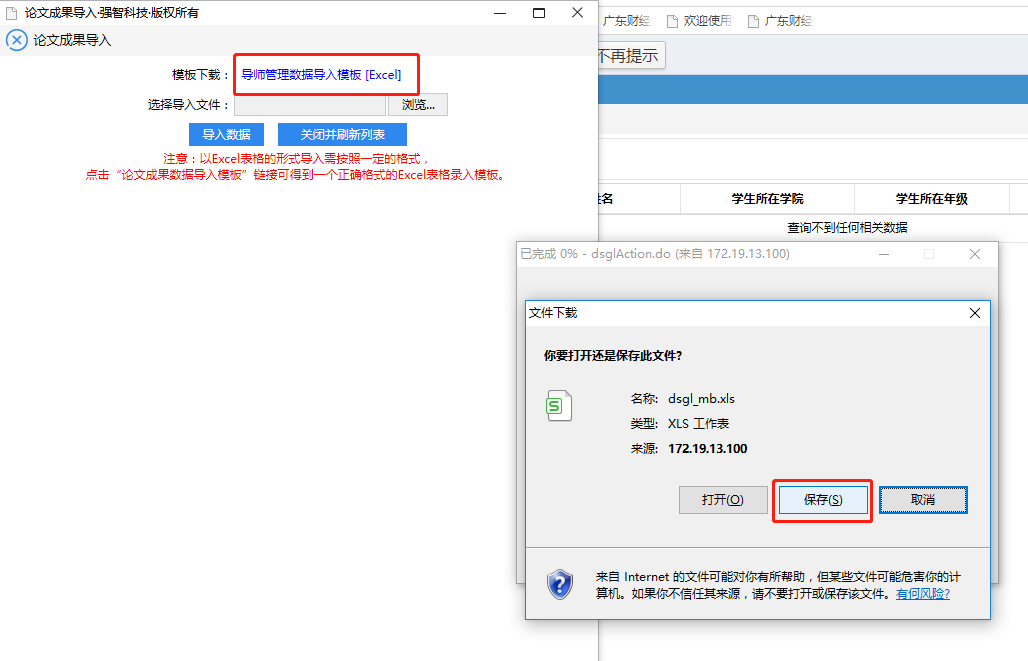 论文成果导入·强智科技·版权所有
论文成果导入
模板下载： 导师管理数据导入模板 [Excel]
选择导入文件： 浏览...
导入数据 关闭并刷新列表
注意：以Excel表格的形式导入需按照一定的格式，
点击“论文成果数据导入模板”链接可得到一个正确格式的Excel表格录入模板。
广东财经 欢迎使用 广东财经
不再提示
姓名 学生所在学院 学生所在年级
查询不到任何相关数据
已完成 0% - dsglAction.do (来自 172.19.13.100)
文件下载
你要打开还是保存此文件?
名称: dsgl_mb.xls
类型: XLS 工作表
来源: 172.19.13.100
打开(O) 保存(S) 取消
来自 Internet 的文件可能对你有所帮助，但某些文件可能危害你的计
算机。如果你不信任其来源，请不要打开或保存该文件。有何风险?